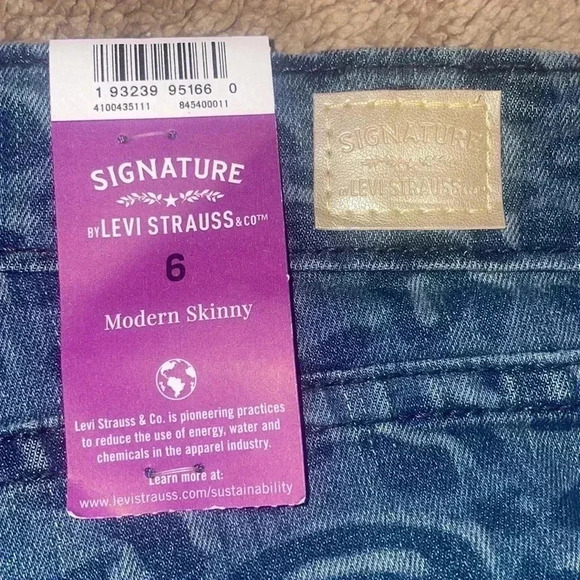 1 93239 95166 0
4100435111 845400011
SIGNATURE
BY LEVI STRAUSS & CO™
6
Modern Skinny
Levi Strauss & Co. is pioneering practices
to reduce the use of energy, water and
chemicals in the apparel industry.
Learn more at:
www.levistrauss.com/sustainability
SIGNATURE
BY LEVI STRAUSS & CO